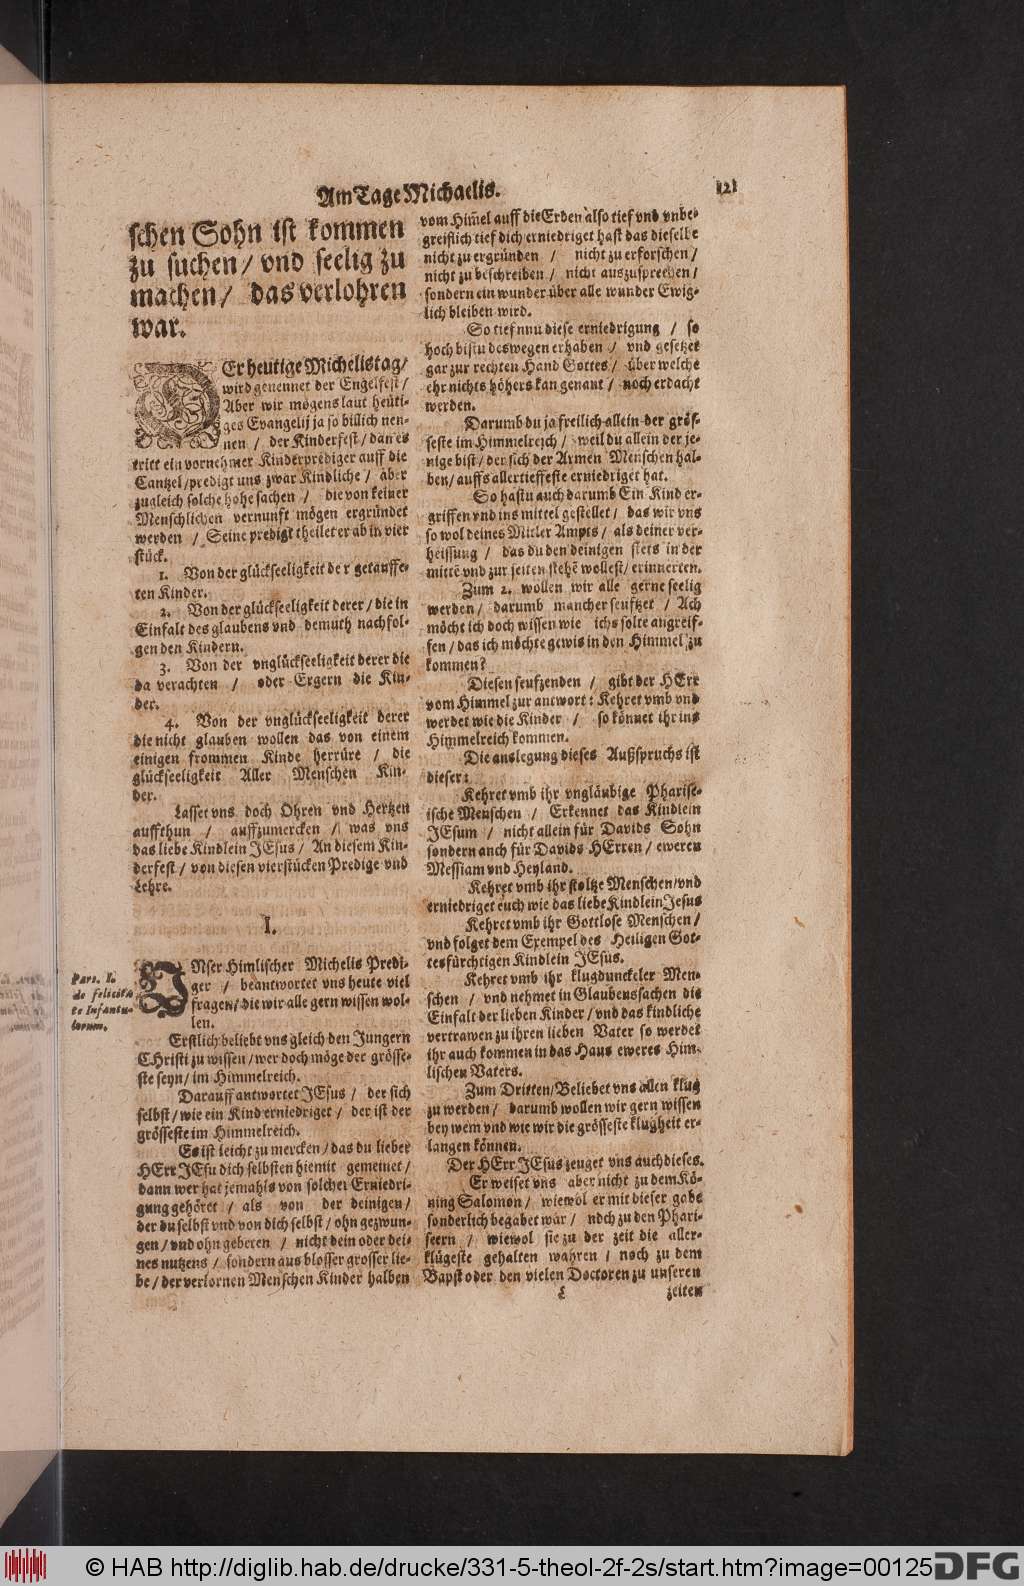 Am Tage Michaelis.
121
schen Sohn ist kommen
zu suchen / vnd seelig zu
machen / das verlohren
war.
DEr heutige Michelistag /
wird genennet der Engelfest /
Aber wir mögens laut heuti-
ges Evangelij ja so billich nen-
nen / der Kinderfest / dan es
tritt ein vornehmer Kinderprediger auff die
Cantzel / predigt uns zwar Kindliche / aber
zugleich solche hohe sachen / die von keiner
Menschlichen vernunft mögen ergründet
werden / Seine predigt theilet er ab in vier
stück.
1. Von der glückseeligkeit der getauffe-
ten Kinder.
2. Von der glückseeligkeit derer / die in
Einfalt des glaubens vnd demuth nachfol-
gen den Kindern.
3. Von der vnglückseeligkeit derer die
da verachten / oder Ergern die Kin-
der.
4. Von der vnglückseeligkeit derer
die nicht glauben wollen das von einem
einigen frommen Kinde herrüre / die
glückseeligkeit Aller Menschen Kin-
der.
Lasset vns doch Ohren vnd Hertzen
auffthun / auffzumercken / was vns
das liebe Kindlein JEsus / An diesem Kin-
derfest / von diesen vierstücken Predige vnd
Lehre.
I.
Pars. I.
de felicita-
te Infantu-
lorum.
VNser Himlischer Michelis Predi-
ger / beantwortet vns heute viel
fragen / die wir alle gern wissen wol-
len.
Erstlich beliebt vns gleich den Jungern
CHristi zu wissen / wer doch möge der grösse-
ste seyn / im Himmelreich.
Darauff antwortet JEsus / der sich
selbst / wie ein Kind erniedriget / der ist der
grösseste im Himmelreich.
Es ist leicht zu mercken / das du lieber
HErr JEsu dich selbsten hiemit gemeinet /
dann wer hat jemahls von solcher Erniedri-
gung gehöret / als von der deinigen /
der du selbst vnd von dich selbst / ohn gezwun-
gen / vnd ohn geberen / nicht dein oder dei-
nes nutzens / sondern aus blosser grosser lie-
be / der verlornen Menschen Kinder halben
vom Him̄el auff die Erden also tief vnd vnbe-
greiflich tief dich erniedriget hast das dieselbe
nicht zu ergründen / nicht zu erforschen /
nicht zu beschreiben / nicht auszusprechen /
sondern ein wunder über alle wunder Ewig-
lich bleiben wird.
So tief nnu diese erniedrigung / so
hoch bistu deswegen erhaben / vnd gesetzet
gar zur rechten Hand Gottes / über welche
ehr nichts höhers kan genant / noch erdacht
werden.
Darumb du ja freilich allein der grös-
seste im Himmelreich / weil du allein der je-
nige bist / der sich der Armen Menschen hal-
ben / auffs allertieffeste erniedriget hat.
So hastu auch darumb Ein Kind er-
griffen vnd ins mittel gestellet / das wir vns
so wol deines Mitler Ampts / als deiner ver-
heissung / das du den deinigen stets in der
mittē vnd zur seiten stehē wollest / erinnerten.
Zum 2. wollen wir alle gerne seelig
werden / darumb mancher seufftzet / Ach
möcht ich doch wissen wie ichs solte angreif-
fen / das ich möchte gewis in den Himmel zu
kommen?
Diesen seufzenden / gibt der HErr
vom Himmel zur antwort : Kehret vmb vnd
werdet wie die Kinder / so könnet ihr ins
Himmelreich kommen.
Die auslegung dieses Außspruchs ist
dieser:
Kehret vmb ihr vngläubige Pharise-
ische Menschen / Erkennet das Kindlein
JEsum / nicht allein für Davids Sohn
sondern anch für Davids HErren / eweren
Messiam vnd Heyland.
Kehret vmb ihr stoltze Menschen / vnd
erniedriget euch wie das liebe Kindlein Jesus
Kehret vmb ihr Gottlose Menschen /
vnd folget dem Exempel des Heiligen Got-
tesfürchtigen Kindlein JEsus.
Kehret vmb ihr klugdunckeler Men-
schen / vnd nehmet in Glaubenssachen die
Einfalt der lieben Kinder / vnd das kindliche
vertrawen zu ihren lieben Vater so werdet
ihr auch kommen in das Haus eweres Him-
lischen Vaters.
Zum Dritten / Beliebet vns allen klug
zu werden / darumb wollen wir gern wissen
bey wem vnd wie wir die grösseste klugheit er-
langen können.
Der HErr JEsus zeuget vns auch dieses.
Er weiset vns aber nicht zu dem Kö-
ning Salomon / wiewol er mit dieser gabe
sonderlich begabet war / noch zu den Phari-
seern / wiewol sie zu der zeit die aller-
klügeste gehalten wahren / noch zu dem
Bapst oder den vielen Doctoren zu unseren
L
zeiten
© HAB http://diglib.hab.de/drucke/331-5-theol-2f-2s/start.htm?image=00125
DFG